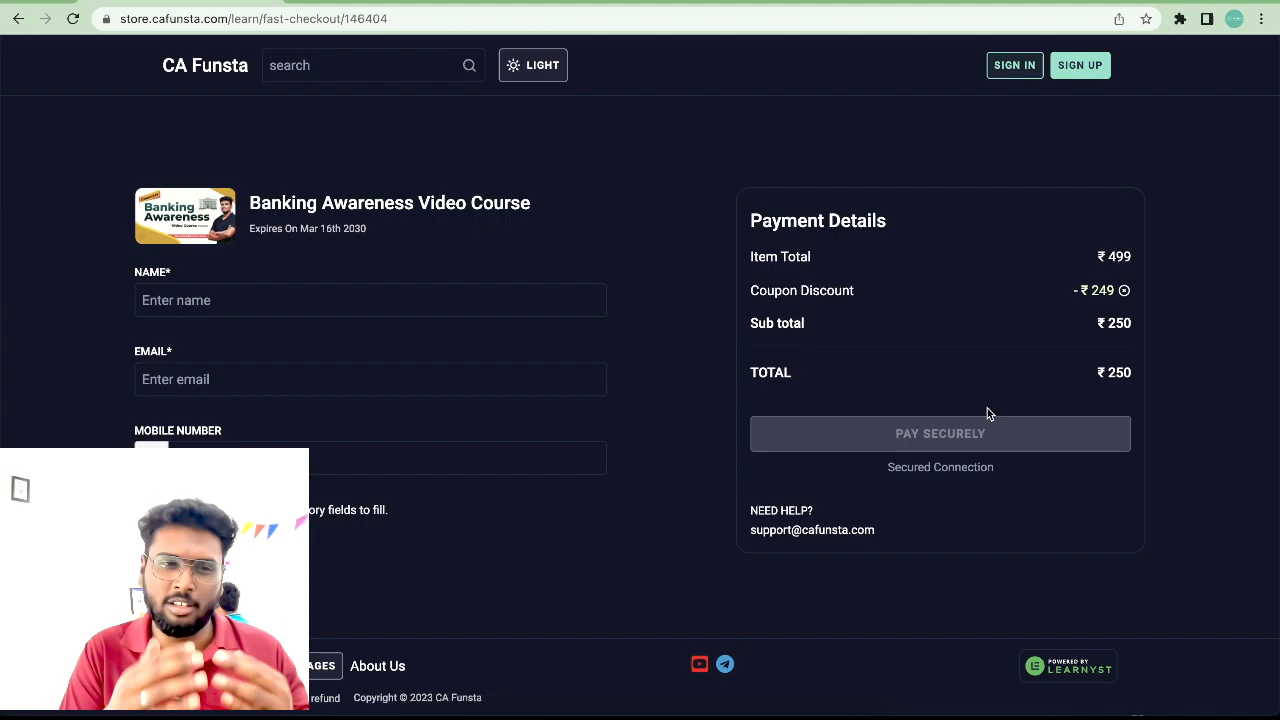 store.cafunsta.com/learn/fast-checkout/146404
CA Funsta
search
LIGHT
SIGN IN
SIGN UP
Banking
Awareness
Banking Awareness Video Course
Expires On Mar 16th 2030
NAME*
Enter name
EMAIL*
Enter email
MOBILE NUMBER
ory fields to fill.
Payment Details
Item Total ₹ 499
Coupon Discount - ₹ 249
Sub total ₹ 250
TOTAL ₹ 250
PAY SECURELY
Secured Connection
NEED HELP?
support@cafunsta.com
AGES
About Us
refund
Copyright © 2023 CA Funsta
POWERED BY
LEARNYST